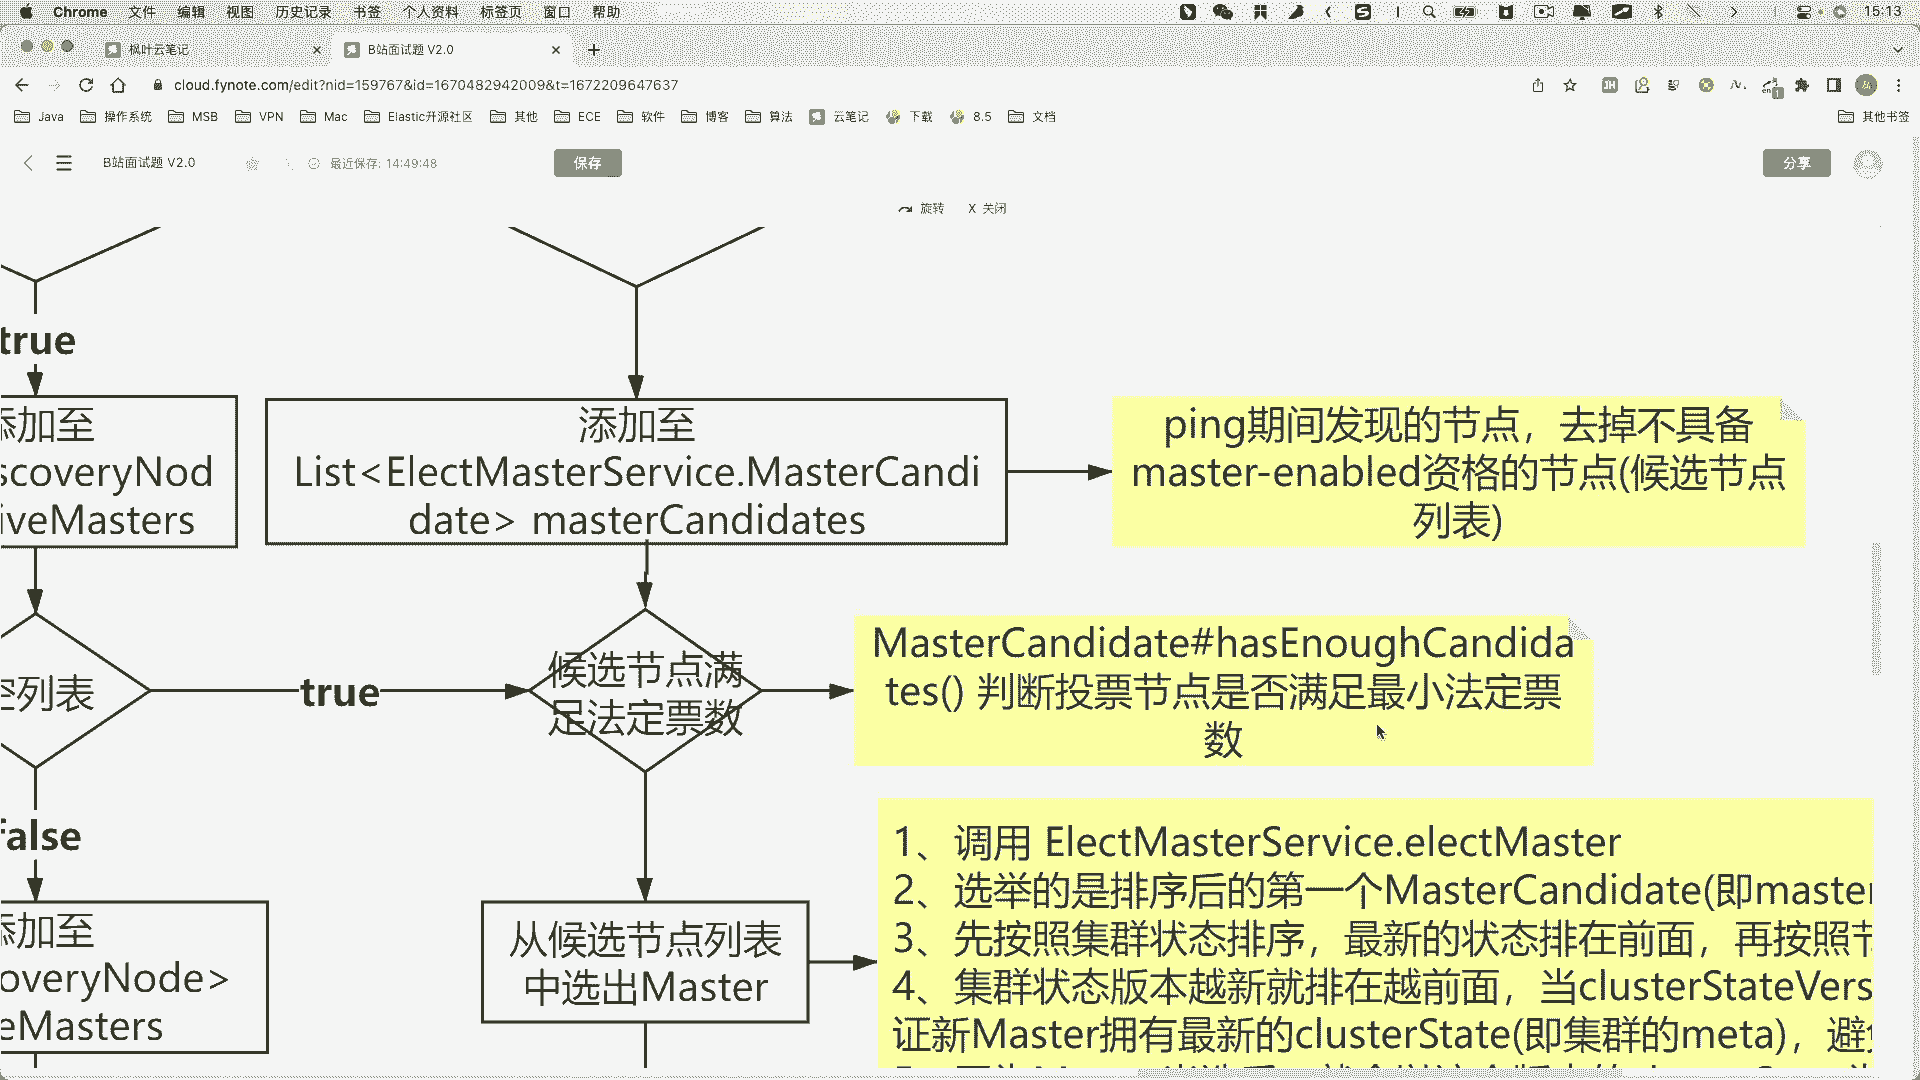 Chrome 文件 编辑 视图 历史记录 书签 个人资料 标签页 窗口 帮助 15:13
枫叶云笔记 B站面试题 V2.0
cloud.fynote.com/edit?nid=159767&id=1670482942009&t=1672209647637
Java 操作系统 MSB VPN Mac Elastic开源社区 其他 ECE 软件 博客 算法 云笔记 下载 8.5 文档 其他书签
B站面试题 V2.0 最近保存: 14:49:48 保存 分享
旋转 X 关闭
true
添加至
scoveryNod
iveMasters
添加至
List<ElectMasterService.MasterCandi
date> masterCandidates
ping期间发现的节点，去掉不具备
master-enabled资格的节点(候选节点
列表)
空列表
true
候选节点满
足法定票数
MasterCandidate#hasEnoughCandida
tes() 判断投票节点是否满足最小法定票
数
false
添加至
overyNode>
eMasters
从候选节点列表
中选出Master
1、调用 ElectMasterService.electMaster
2、选举的是排序后的第一个MasterCandidate(即master
3、先按照集群状态排序，最新的状态排在前面，再按照节
4、集群状态版本越新就排在越前面，当clusterStateVers
证新Master拥有最新的clusterState(即集群的meta)，避免